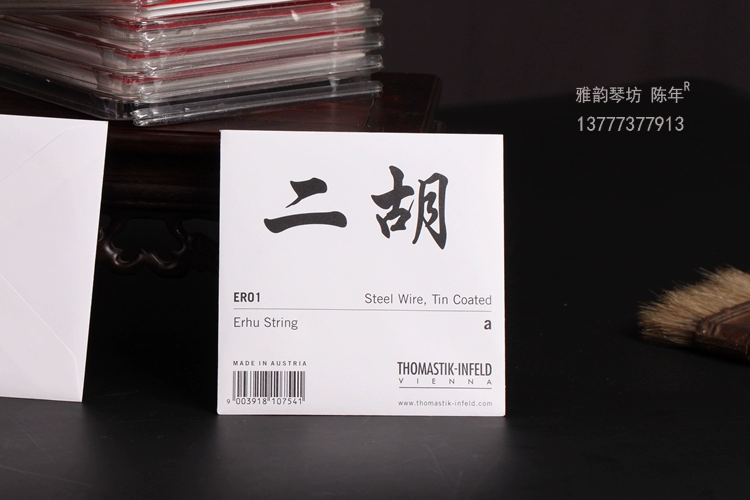 雅韵琴坊 陈年R
13777377913
二胡
ER01 Steel Wire, Tin Coated
Erhu String a
MADE IN AUSTRIA
9 003918 107541
THOMASTIK-INFELD
VIENNA
www.thomastik-infeld.com